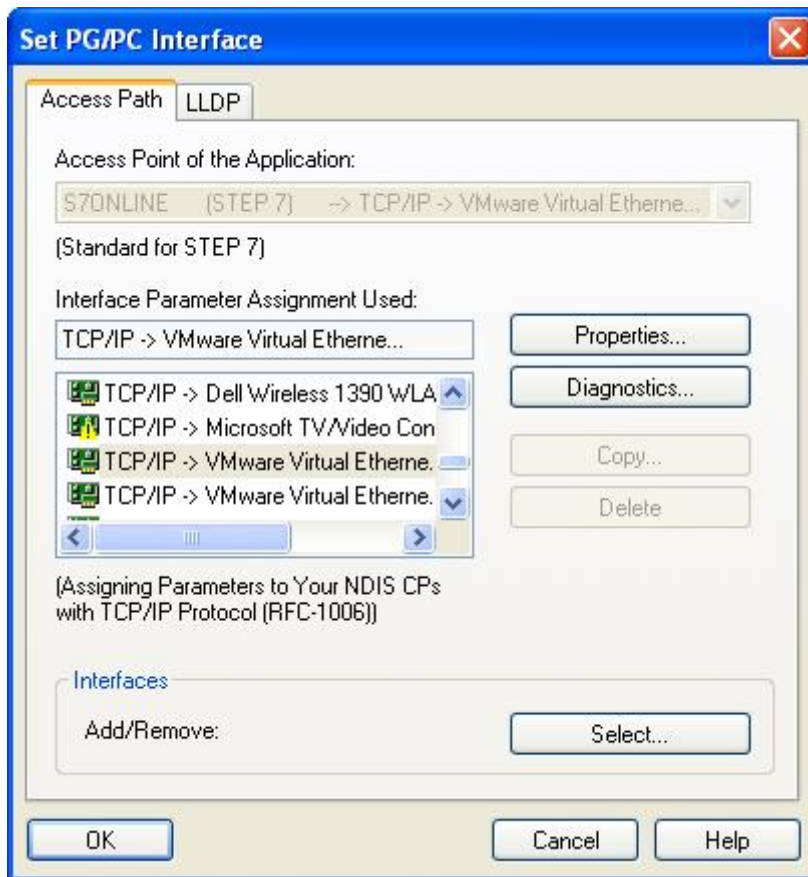 Set PG/PC Interface
Access Path
LLDP
Access Point of the Application:
S7ONLINE (STEP 7) --> TCP/IP -> VMware Virtual Etherne...
(Standard for STEP 7)
Interface Parameter Assignment Used:
TCP/IP -> VMware Virtual Etherne...
Properties...
TCP/IP -> Dell Wireless 1390 WLA
Diagnostics...
TCP/IP -> Microsoft TV/Video Con
TCP/IP -> VMware Virtual Etherne.
Copy...
TCP/IP -> VMware Virtual Etherne.
Delete
(Assigning Parameters to Your NDIS CPs
with TCP/IP Protocol (RFC-1006))
Interfaces
Add/Remove:
Select...
OK
Cancel
Help